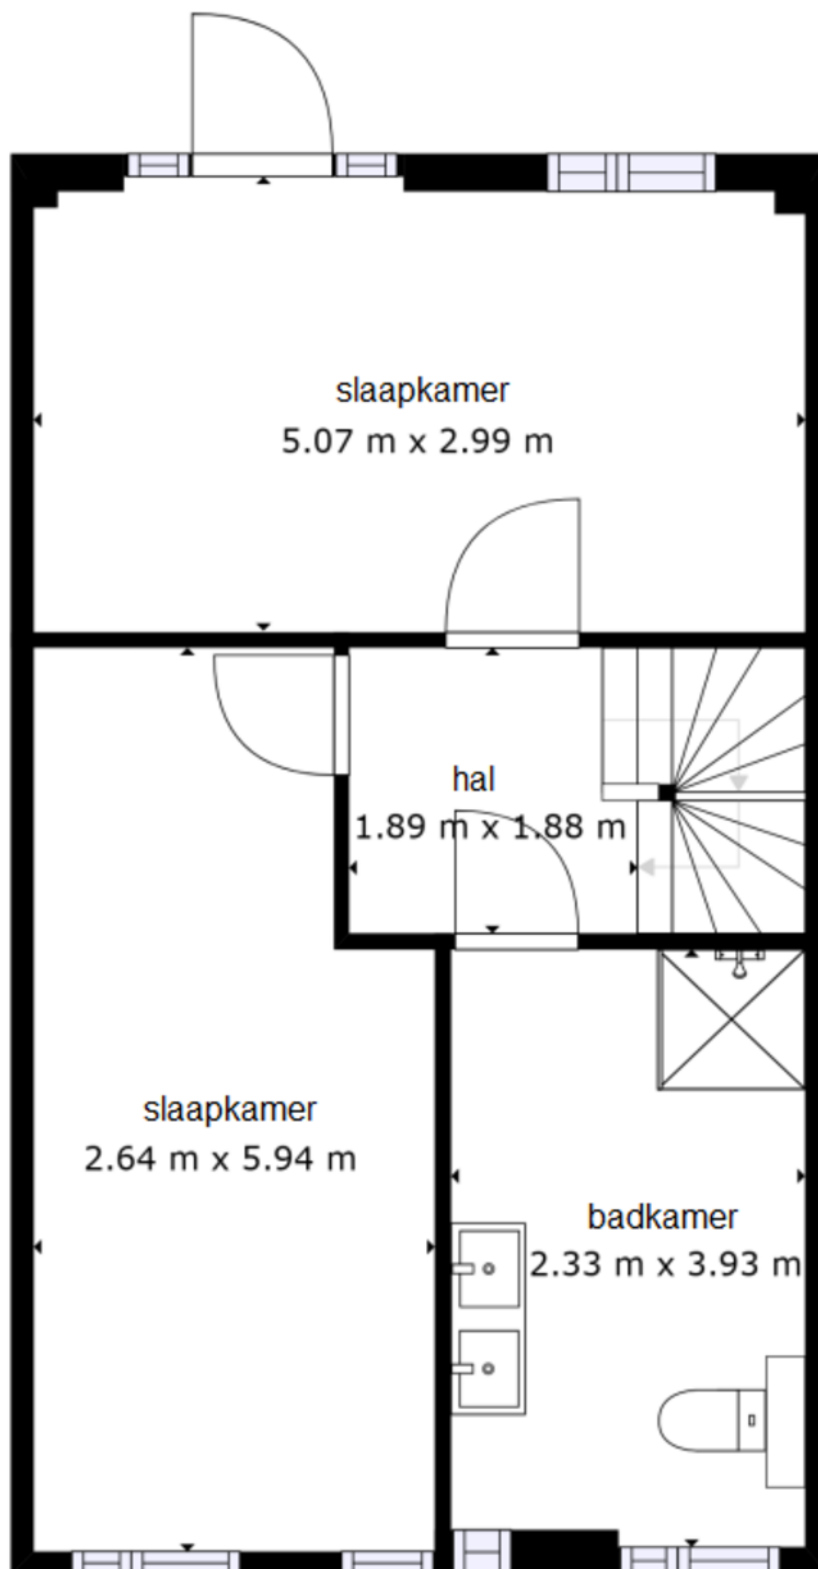 slaapkamer
5.07 m x 2.99 m
hal
1.89 m x 1.88 m
slaapkamer
2.64 m x 5.94 m
badkamer
2.33 m x 3.93 m